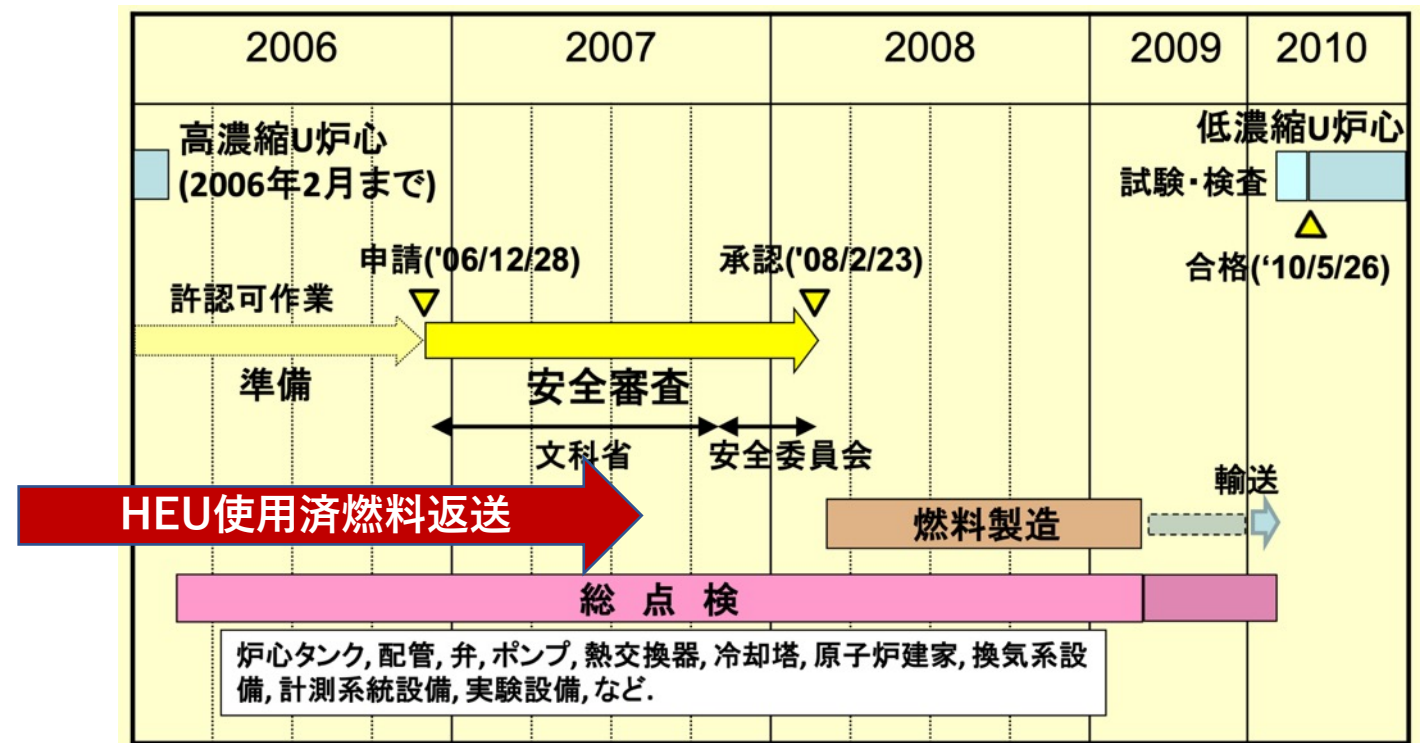 2006 2007 2008 2009 2010
高濃縮U炉心
(2006年2月まで)
低濃縮U炉心
試験・検査
申請('06/12/28)
承認('08/2/23)
合格(‘10/5/26)
許認可作業
準備
安全審査
文科省
安全委員会
輸送
HEU使用済燃料返送
燃料製造
総 点 検
炉心タンク, 配管, 弁, ポンプ, 熱交換器, 冷却塔, 原子炉建家, 換気系設
備, 計測系統設備, 実験設備, など.